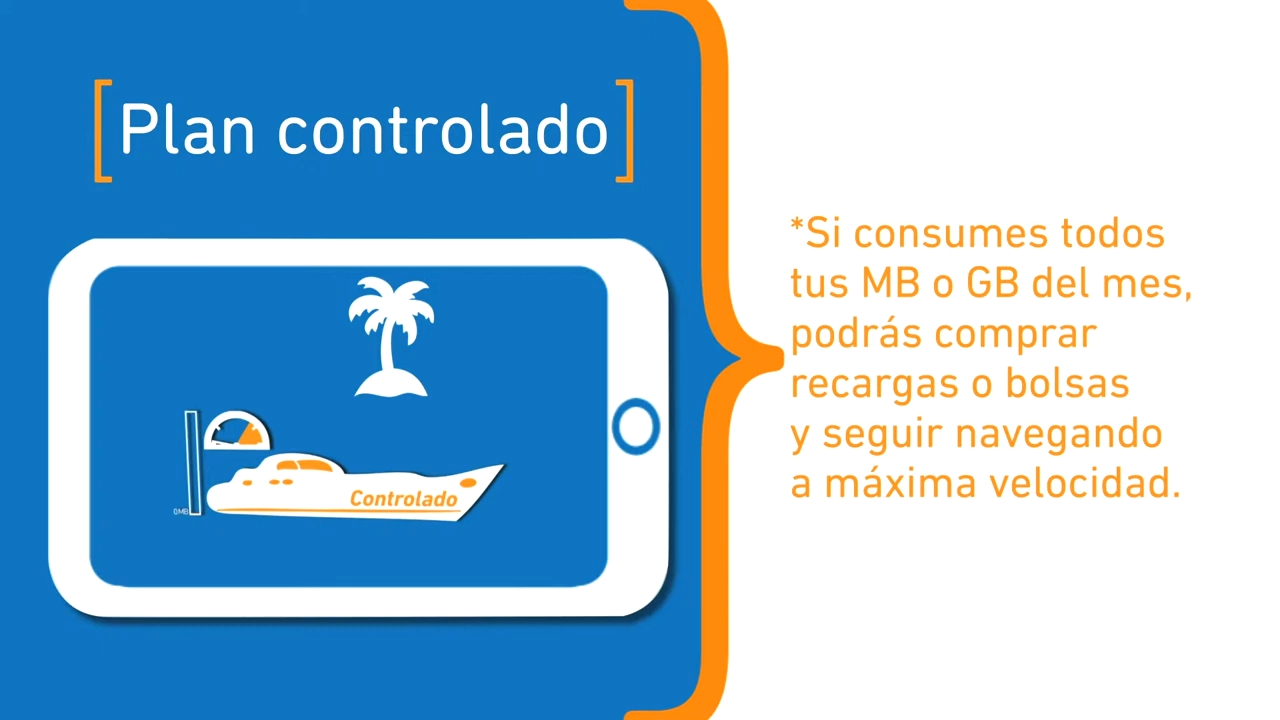 [Plan controlado]
*Si consumes todos
tus MB o GB del mes,
podrás comprar
recargas o bolsas
y seguir navegando
a máxima velocidad.
Controlado
0MB